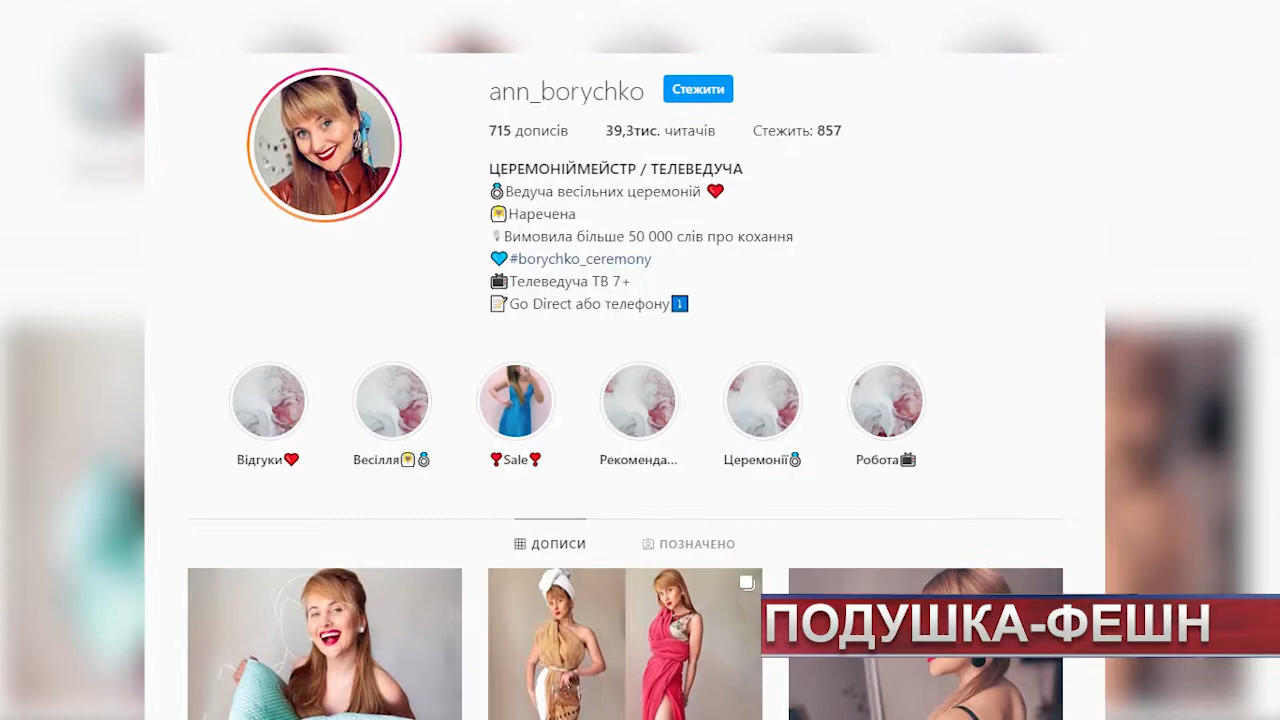 ann_borychko Стежити
715 дописів 39,3тис. читачів Стежить: 857
ЦЕРЕМОНІЙМЕЙСТР / ТЕЛЕВЕДУЧА
💍Ведуча весільних церемоній ❤️
👰Наречена
🎙Вимовила більше 50 000 слів про кохання
💙#borychko_ceremony
📺Телеведуча ТВ 7+
📝Go Direct або телефону⤵️
Відгуки❤️ Весілля👰💍 ❣️Sale❣️ Рекоменда... Церемонії💍 Робота📺
ДОПИСИ ПОЗНАЧЕНО
ПОДУШКА-ФЕШН